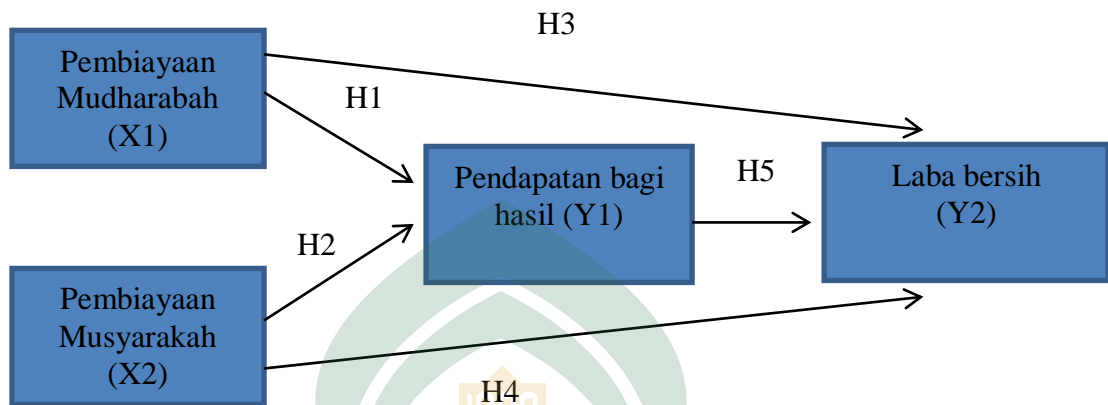 H3
Pembiayaan
Mudharabah
(X1)
H1
Pendapatan bagi
hasil (Y1)
H5
Laba bersih
(Y2)
H2
Pembiayaan
Musyarakah
(X2)
H4